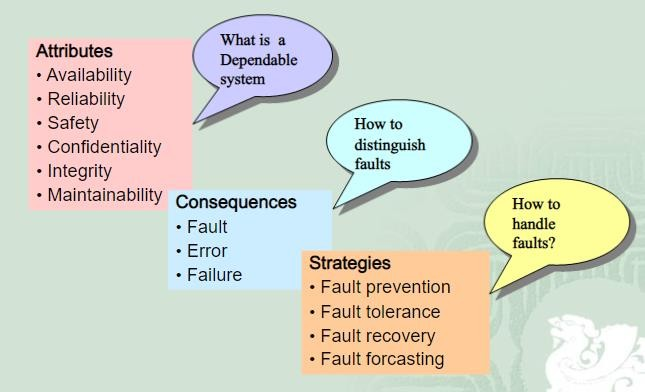 Attributes
• Availability
• Reliability
• Safety
• Confidentiality
• Integrity
• Maintainability
What is a
Dependable
system
Consequences
• Fault
• Error
• Failure
How to
distinguish
faults
Strategies
• Fault prevention
• Fault tolerance
• Fault recovery
• Fault forcasting
How to
handle
faults?